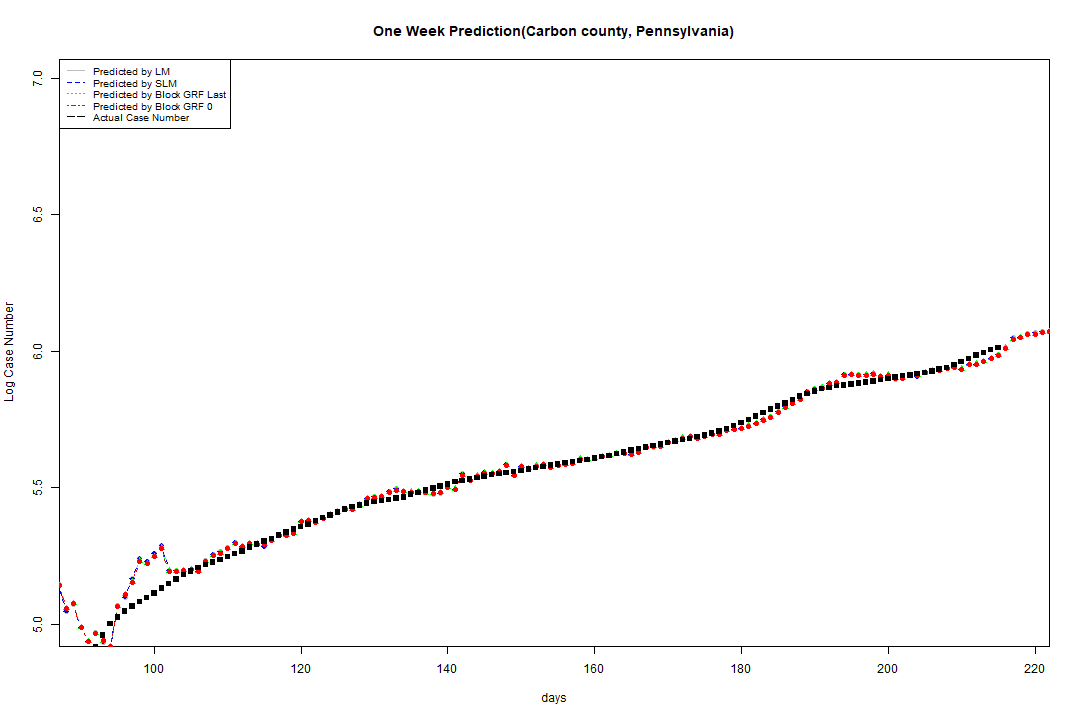 One Week Prediction(Carbon county, Pennsylvania)
Predicted by LM
Predicted by SLM
Predicted by Block GRF Last
Predicted by Block GRF 0
Actual Case Number
7.0
6.5
6.0
5.5
5.0
Log Case Number
100 120 140 160 180 200 220
days